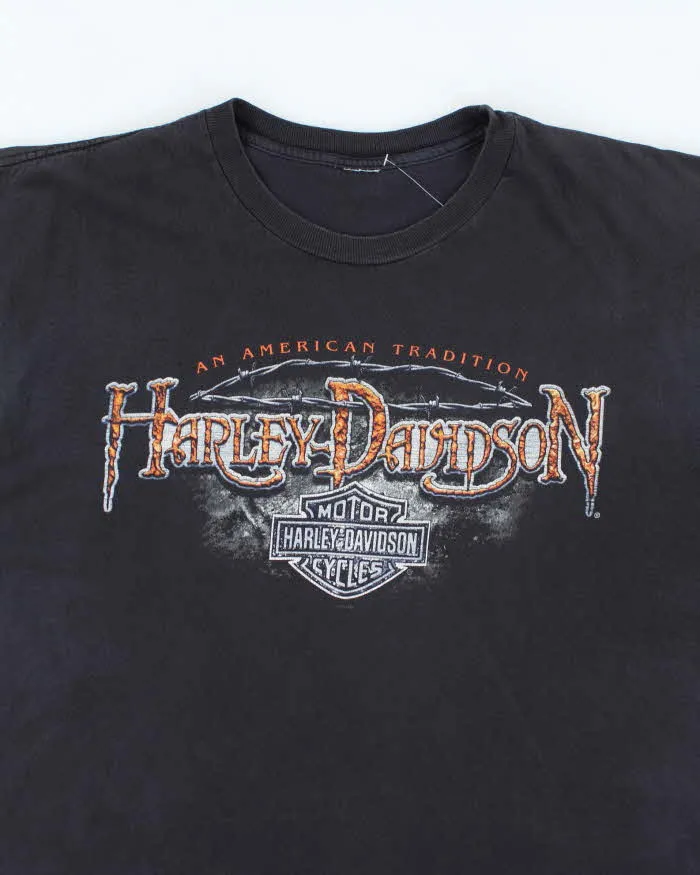 AN AMERICAN TRADITION
HARLEY-DAVIDSON
®
MOTOR
HARLEY-DAVIDSON
CYCLES